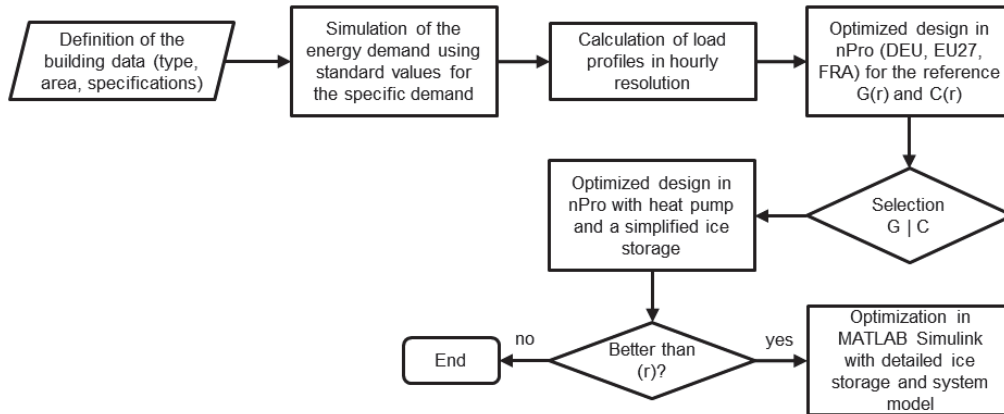 Definition of the
building data (type,
area, specifications)
Simulation of the
energy demand using
standard values for
the specific demand
Calculation of load
profiles in hourly
resolution
Optimized design in
nPro (DEU, EU27,
FRA) for the reference
G(r) and C(r)
Selection
G | C
Optimized design in
nPro with heat pump
and a simplified ice
storage
Better than
(r)?
no
End
yes
Optimization in
MATLAB Simulink
with detailed ice
storage and system
model